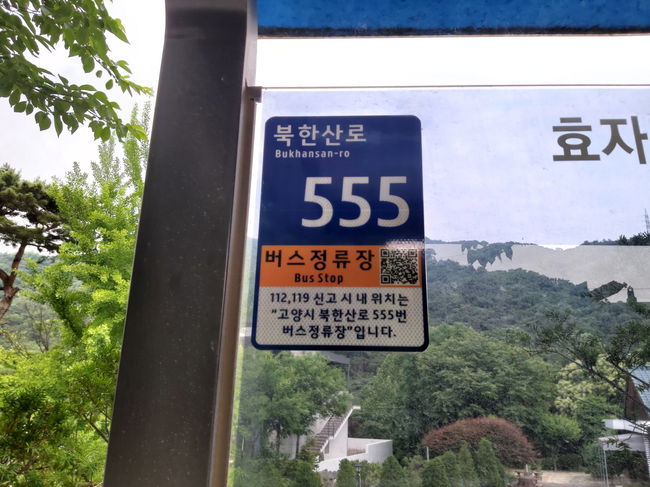 북한산로
Bukhansan-ro
555
버스정류장
Bus Stop
112,119 신고 시 내 위치는
"고양시 북한산로 555번
버스정류장"입니다.
효자